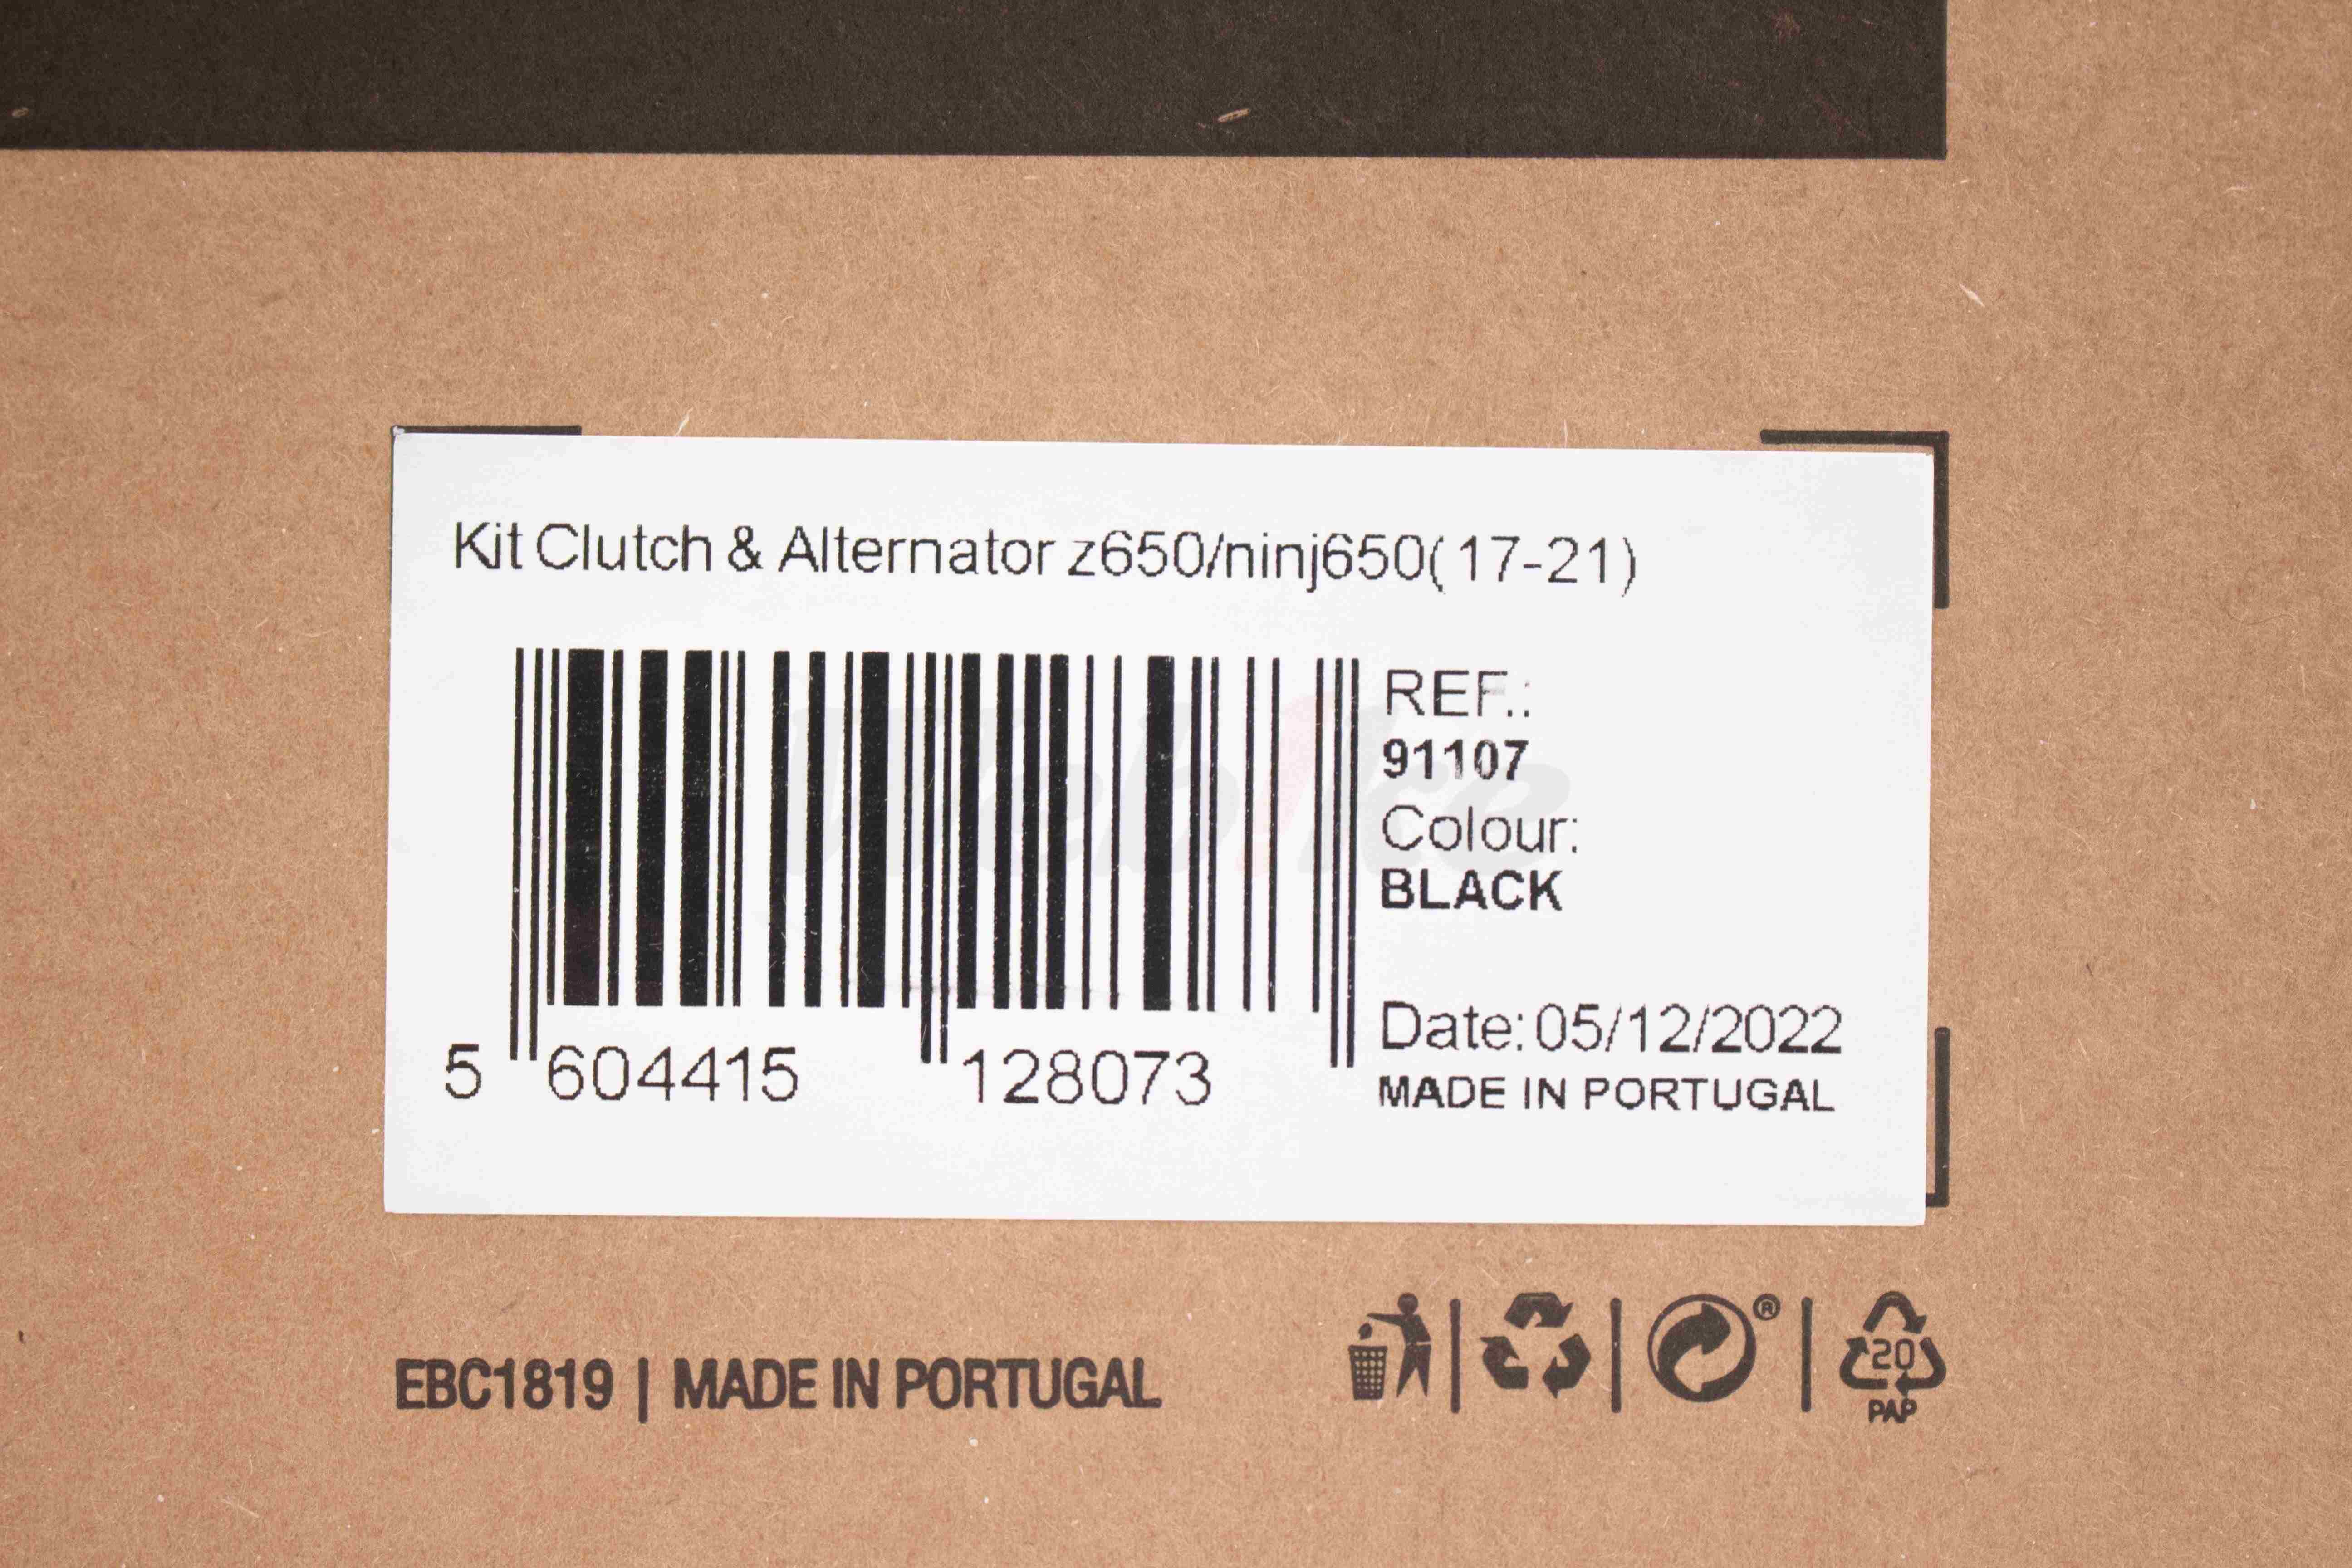 Kit Clutch & Alternator z650/ninj650(17-21)
REF.:
91107
Colour:
BLACK
5 604415 128073
Date: 05/12/2022
MADE IN PORTUGAL
EBC1819 | MADE IN PORTUGAL
®
20
PAP
Webike